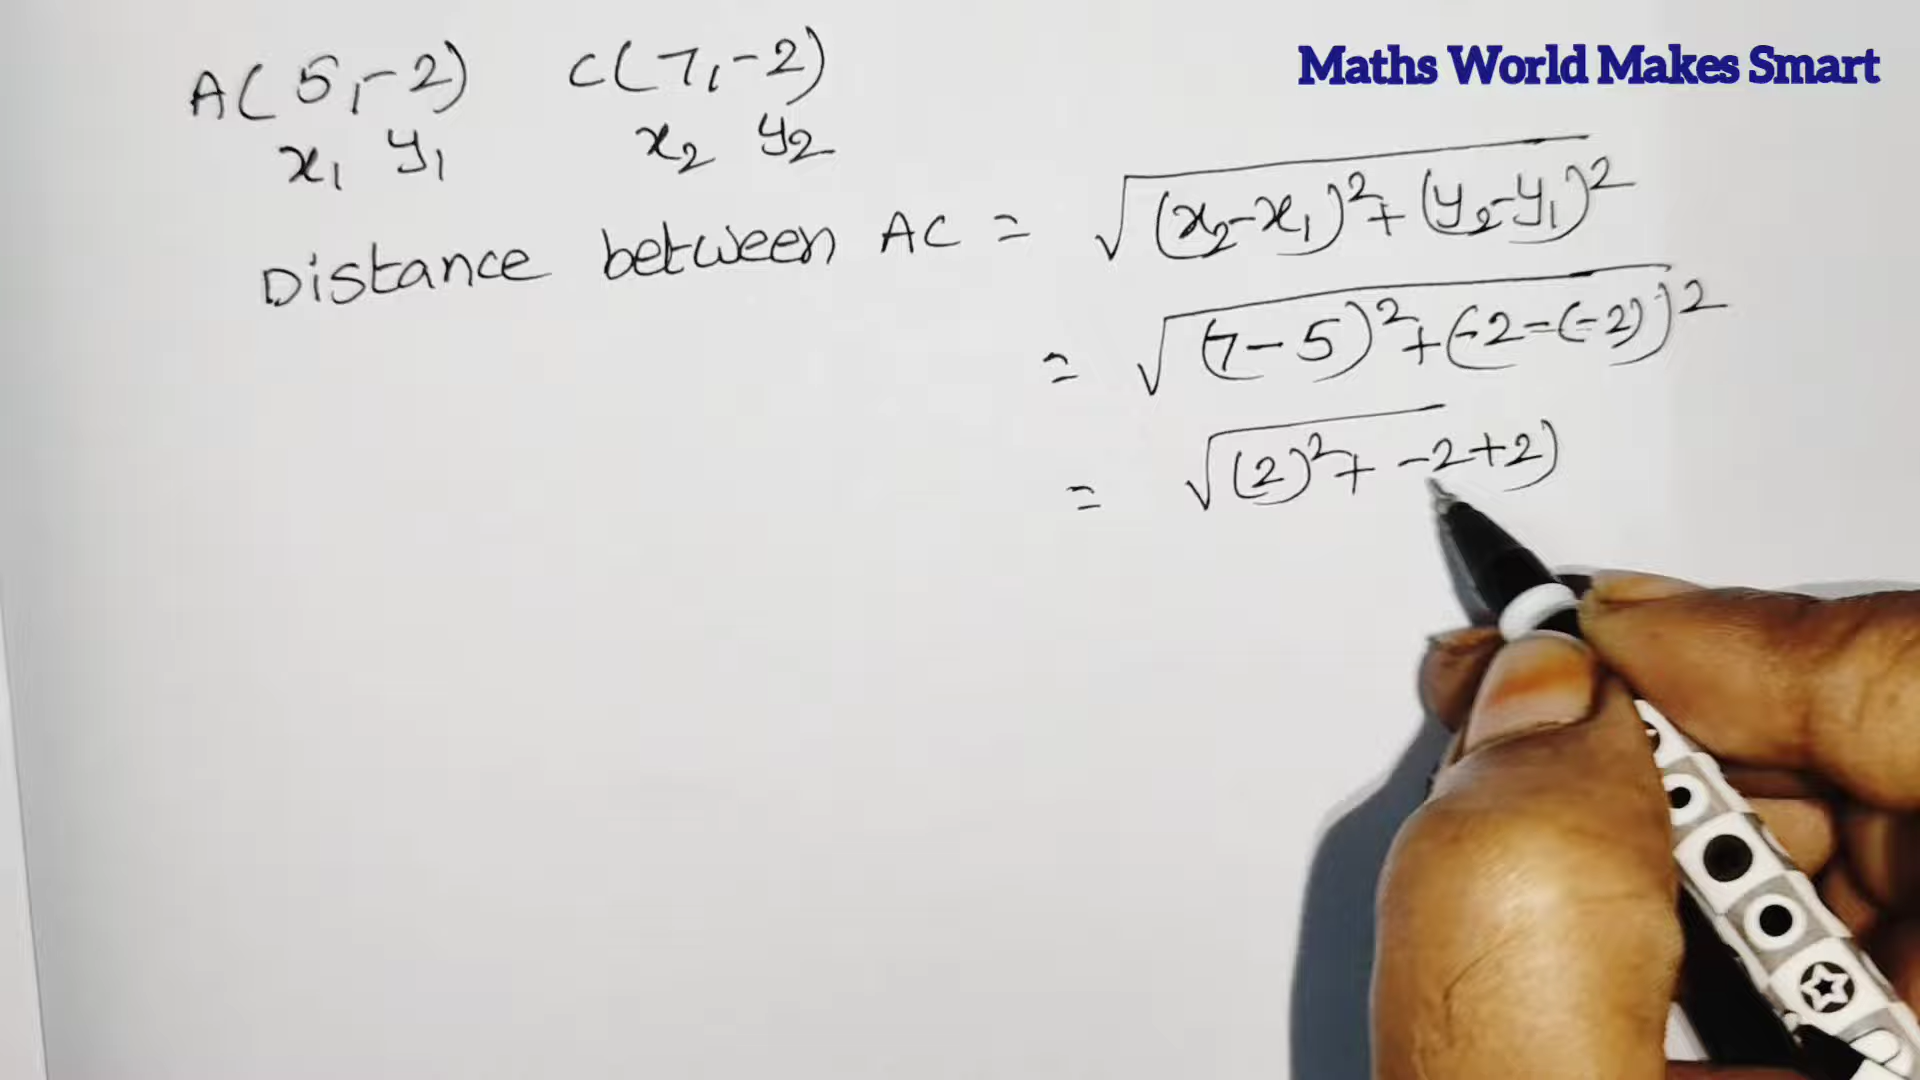 Maths World Makes Smart
A(5,-2) C(7,-2)
x₁ y₁ x₂ y₂
Distance between AC = √(x₂-x₁)²+(y₂-y₁)²
= √(7-5)²+(-2-(-2))²
= √(2)²+ -2+2)